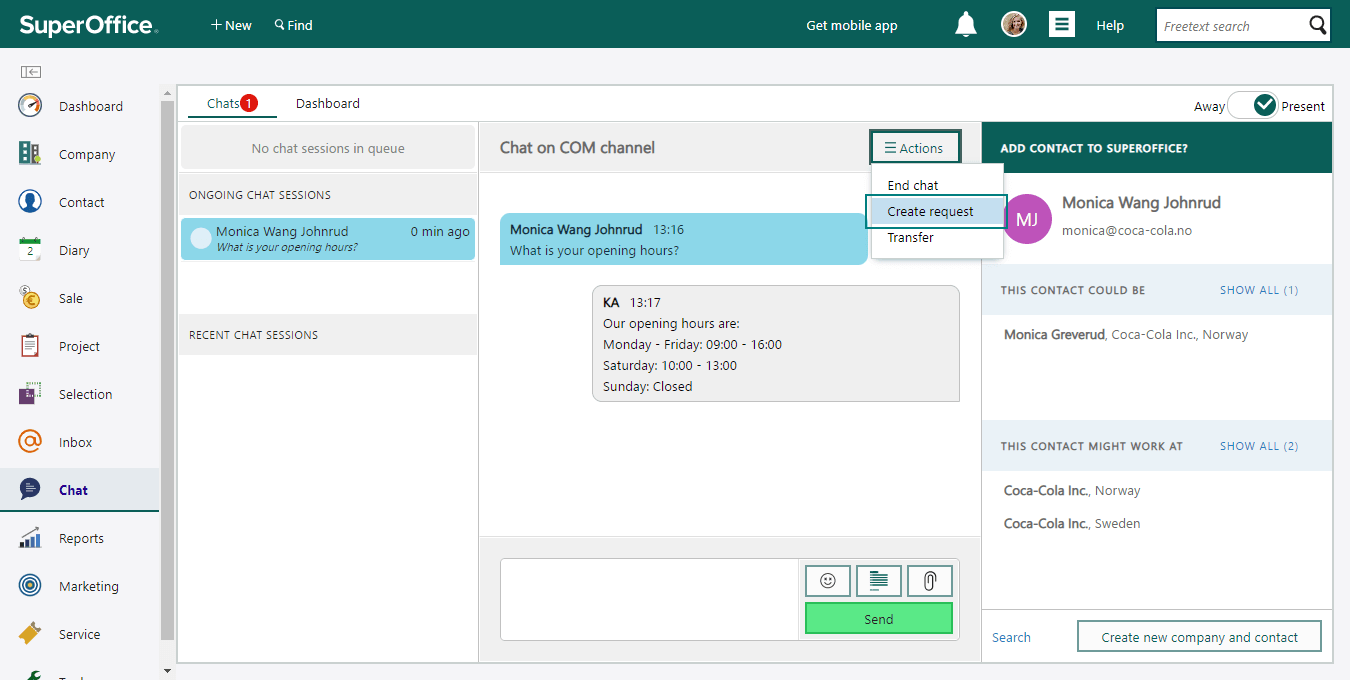 SuperOffice®
New
Find
Get mobile app
Help
Freetext search
Dashboard
Company
Contact
2
Diary
Sale
Project
Selection
Inbox
Chat
Reports
Marketing
Service
Chats 1
Dashboard
Away
Present
No chat sessions in queue
ONGOING CHAT SESSIONS
Monica Wang Johnrud 0 min ago
What is your opening hours?
RECENT CHAT SESSIONS
Chat on COM channel
Actions
End chat
Create request
Transfer
Monica Wang Johnrud 13:16
What is your opening hours?
KA 13:17
Our opening hours are:
Monday - Friday: 09:00 - 16:00
Saturday: 10:00 - 13:00
Sunday: Closed
Send
ADD CONTACT TO SUPEROFFICE?
MJ
Monica Wang Johnrud
monica@coca-cola.no
THIS CONTACT COULD BE SHOW ALL (1)
Monica Greverud, Coca-Cola Inc., Norway
THIS CONTACT MIGHT WORK AT SHOW ALL (2)
Coca-Cola Inc., Norway
Coca-Cola Inc., Sweden
Search
Create new company and contact